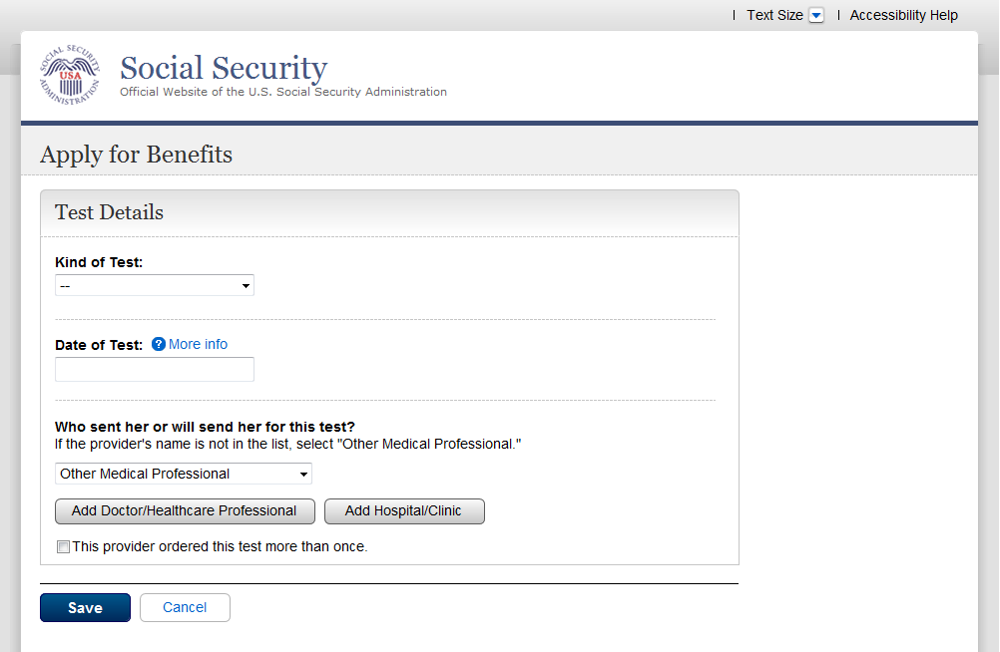 Text Size
Accessibility Help
SOCIAL SECURITY ADMINISTRATION
USA
Social Security
Official Website of the U.S. Social Security Administration
Apply for Benefits
Test Details
Kind of Test:
--
Date of Test: ? More info
Who sent her or will send her for this test?
If the provider's name is not in the list, select "Other Medical Professional."
Other Medical Professional
Add Doctor/Healthcare Professional Add Hospital/Clinic
This provider ordered this test more than once.
Save Cancel